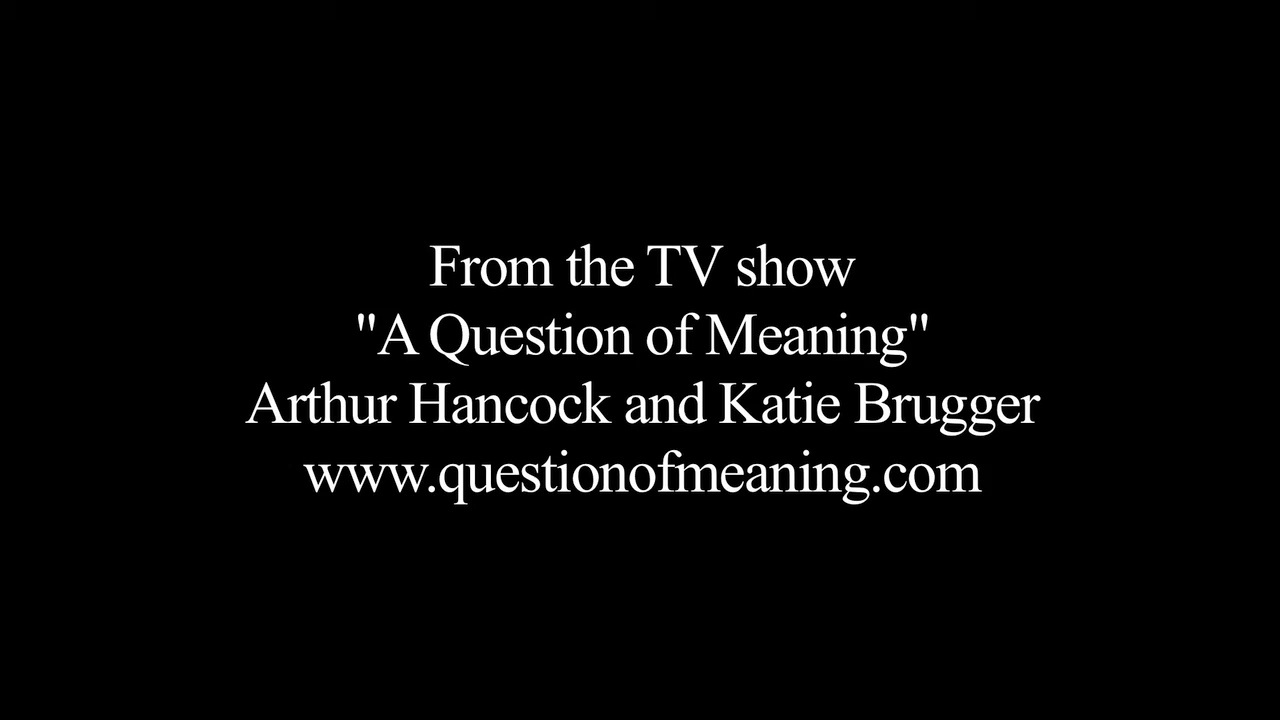 From the TV show
"A Question of Meaning"
Arthur Hancock and Katie Brugger
www.questionofmeaning.com